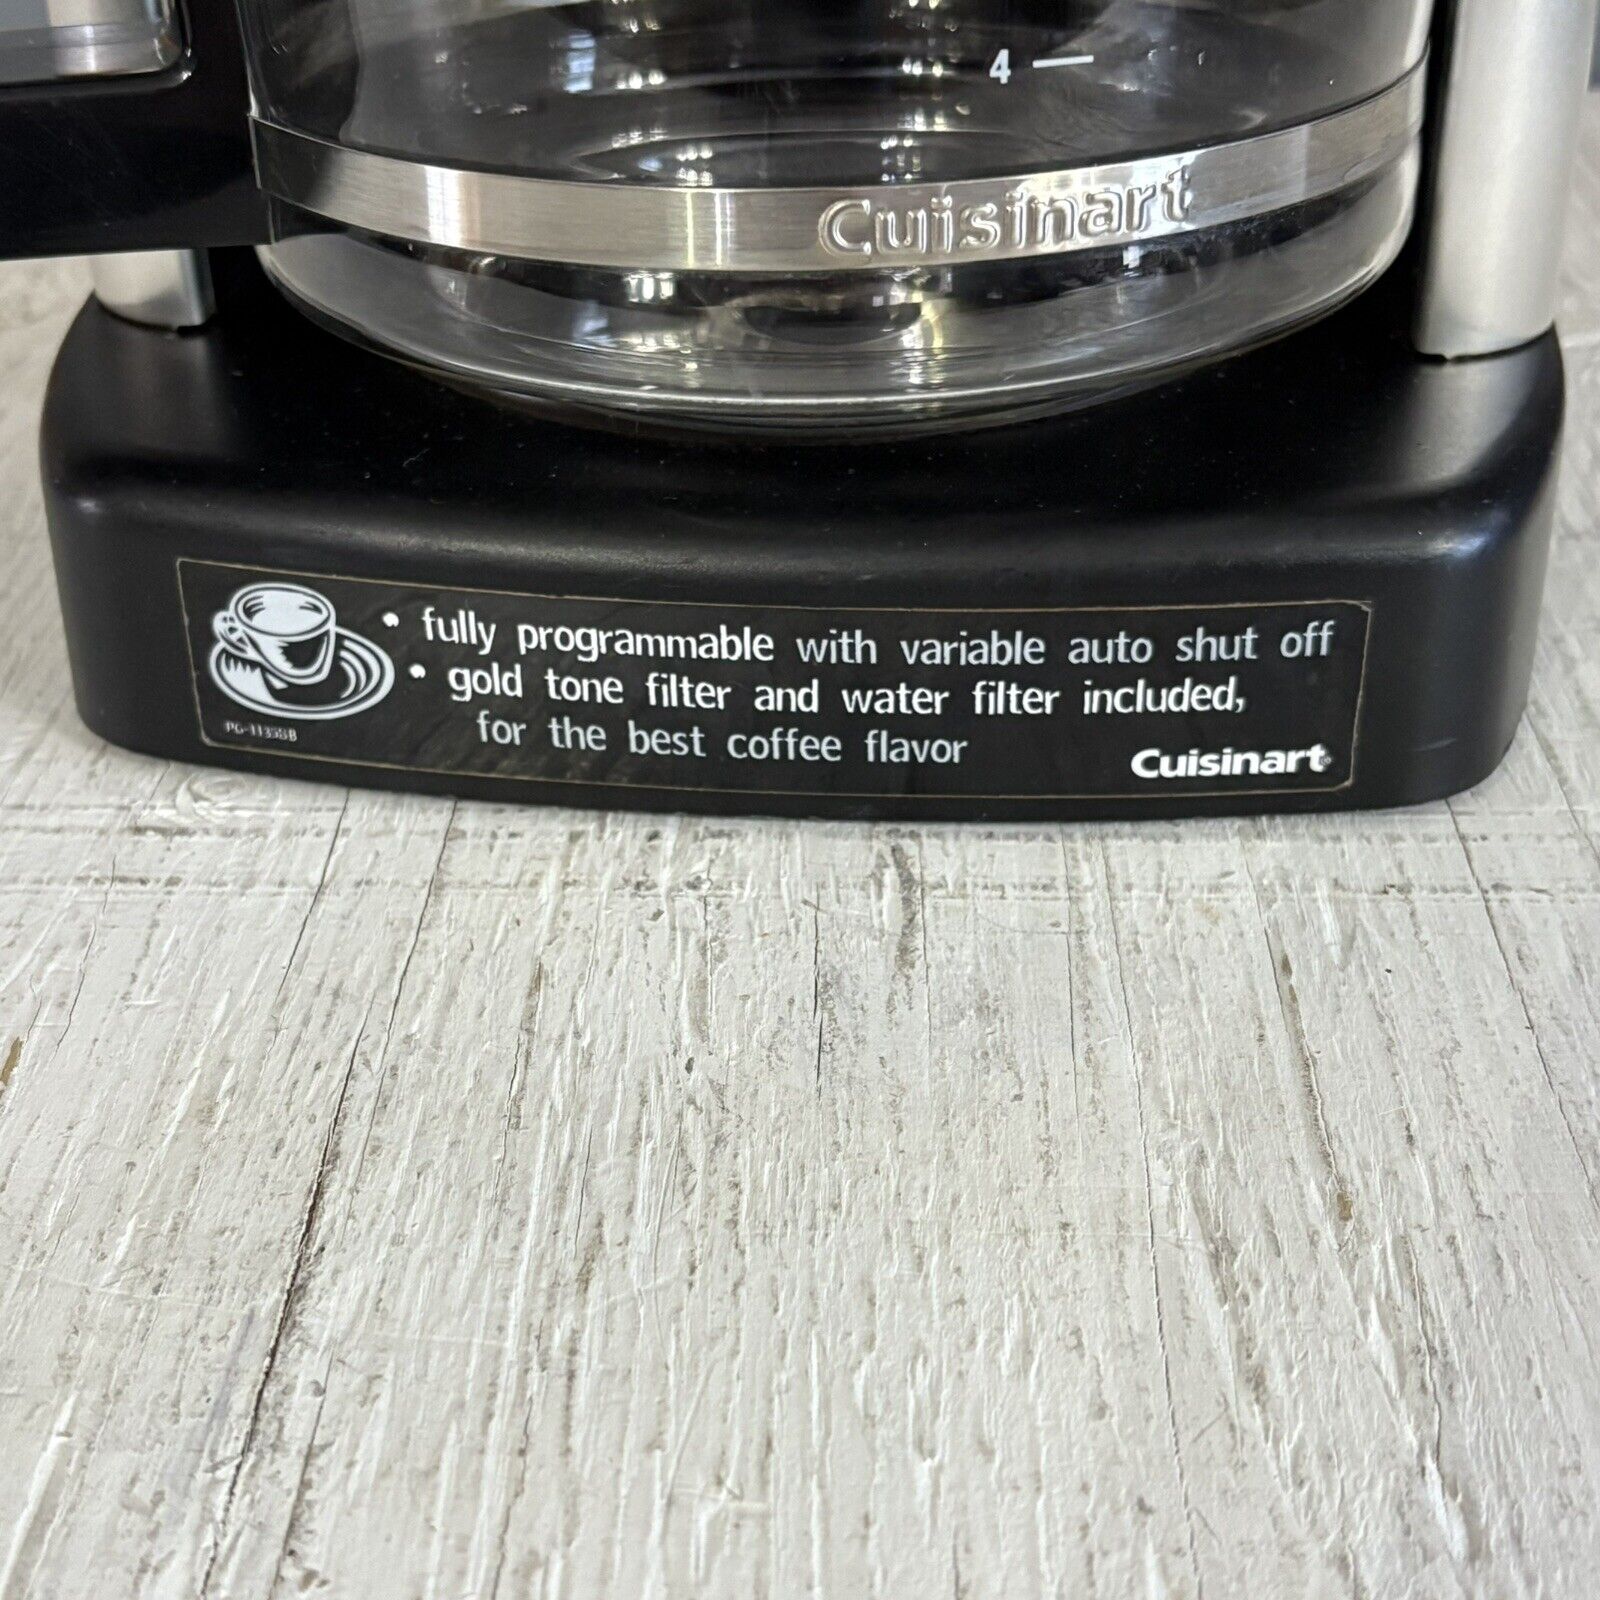 4
Cuisinart
• fully programmable with variable auto shut off
• gold tone filter and water filter included,
for the best coffee flavor
Cuisinart®